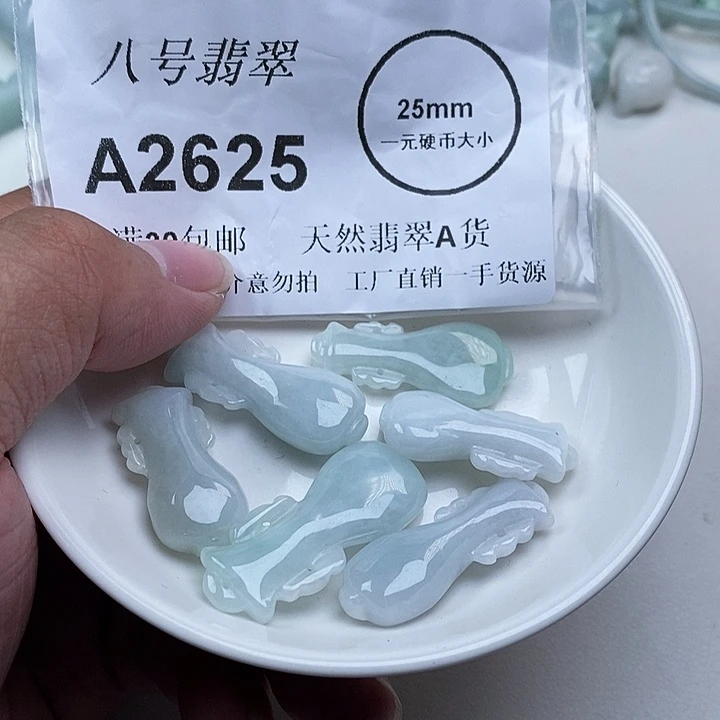 八号翡翠
25mm
一元硬币大小
A2625
包邮 天然翡翠A货
介意勿拍 工厂直销一手货源